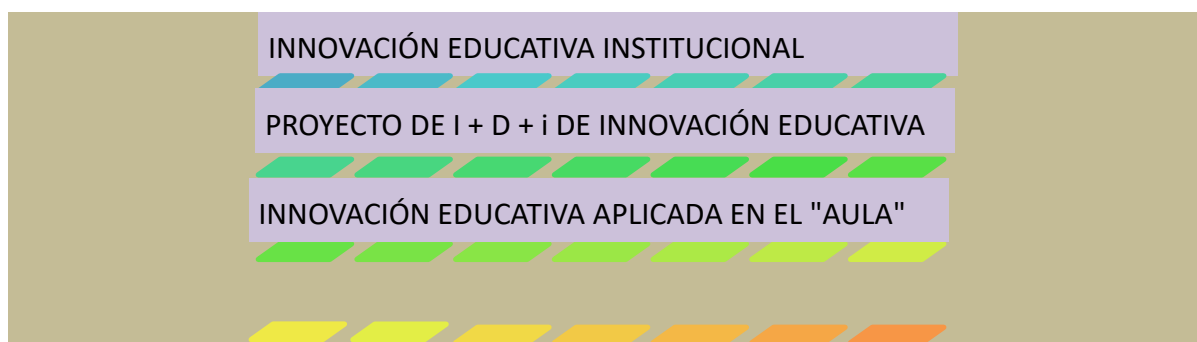 INNOVACIÓN EDUCATIVA INSTITUCIONAL
PROYECTO DE I + D + i DE INNOVACIÓN EDUCATIVA
INNOVACIÓN EDUCATIVA APLICADA EN EL "AULA"